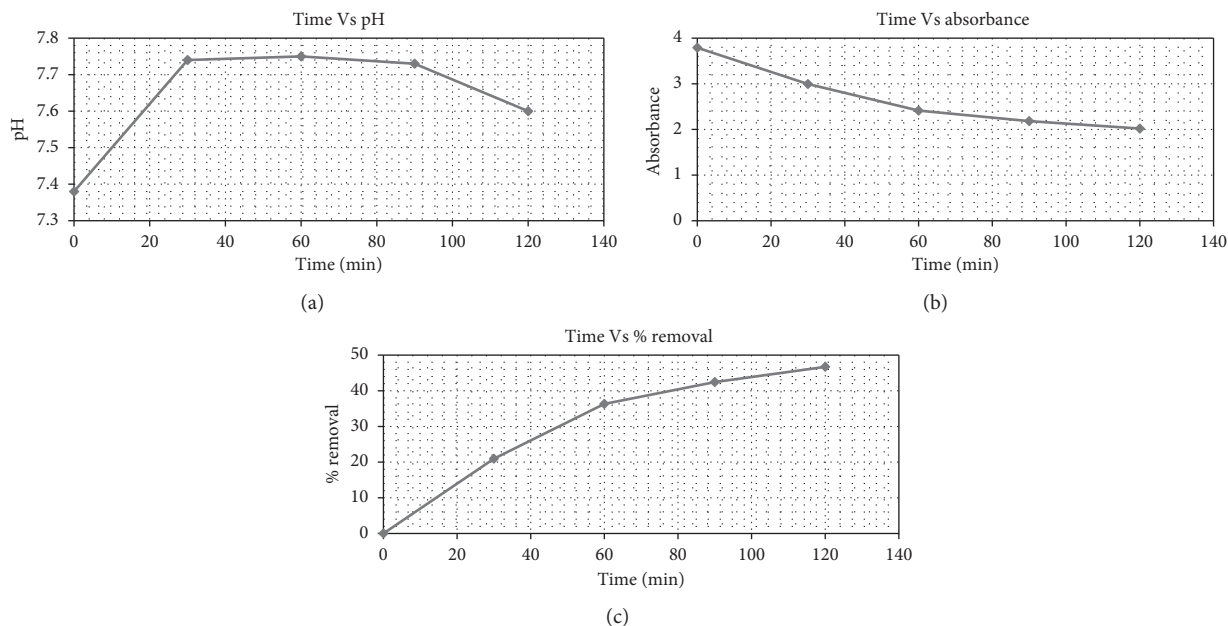 Time Vs pH
7.8
7.7
7.6
7.5
7.4
7.3
pH
0 20 40 60 80 100 120 140
Time (min)
(a)
Time Vs absorbance
4
3
2
1
0
Absorbance
0 20 40 60 80 100 120 140
Time (min)
(b)
Time Vs % removal
50
40
30
20
10
0
% removal
0 20 40 60 80 100 120 140
Time (min)
(c)